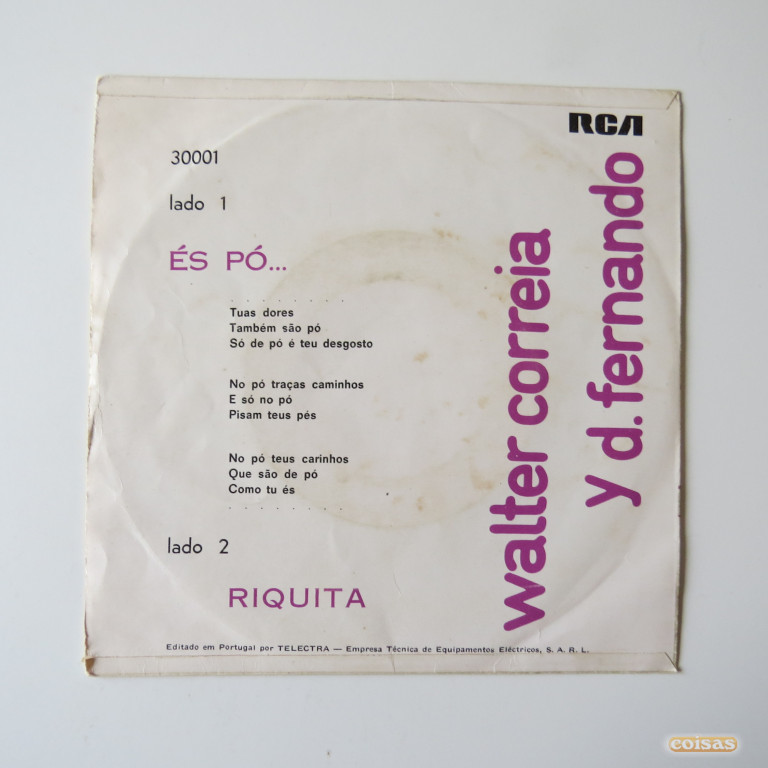 RCA
30001
lado 1
ÉS PÓ...
. . . . . . . .
Tuas dores
Também são pó
Só de pó é teu desgosto
No pó traças caminhos
E só no pó
Pisam teus pés
No pó teus carinhos
Que são de pó
Como tu és
. . . . . . . .
lado 2
RIQUITA
walter correia
y d. fernando
Editado em Portugal por TELECTRA — Empresa Técnica de Equipamentos Eléctricos, S. A. R. L.
coisas